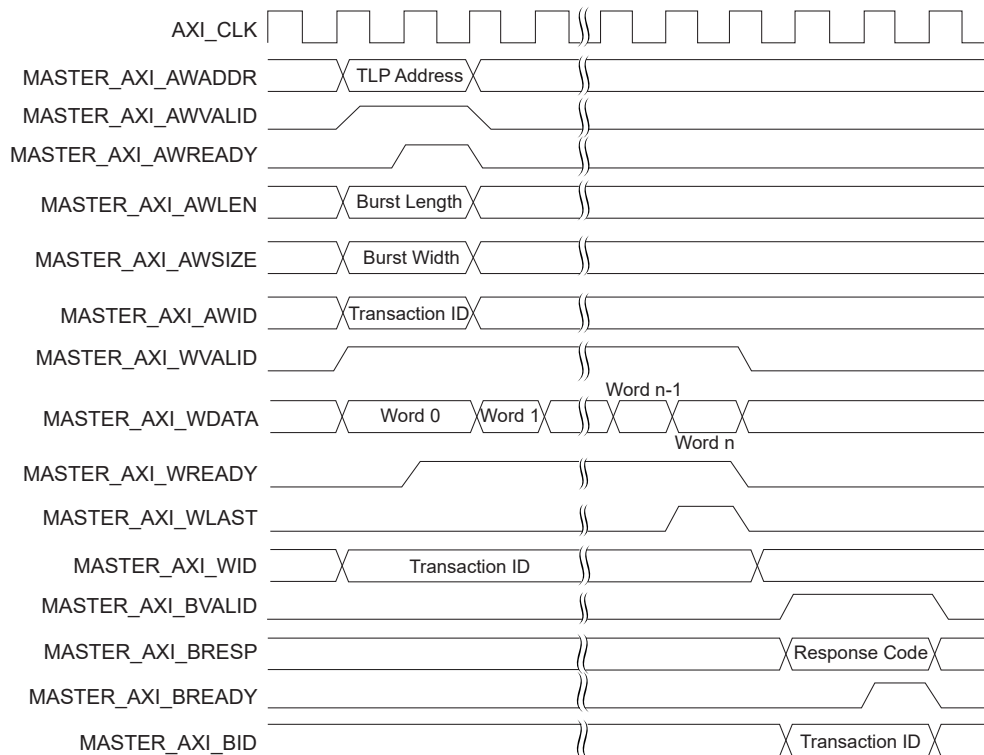 AXI_CLK
MASTER_AXI_AWADDR TLP Address
MASTER_AXI_AWVALID
MASTER_AXI_AWREADY
MASTER_AXI_AWLEN Burst Length
MASTER_AXI_AWSIZE Burst Width
MASTER_AXI_AWID Transaction ID
MASTER_AXI_WVALID
Word n-1
MASTER_AXI_WDATA Word 0 Word 1
Word n
MASTER_AXI_WREADY
MASTER_AXI_WLAST
MASTER_AXI_WID Transaction ID
MASTER_AXI_BVALID
MASTER_AXI_BRESP Response Code
MASTER_AXI_BREADY
MASTER_AXI_BID Transaction ID